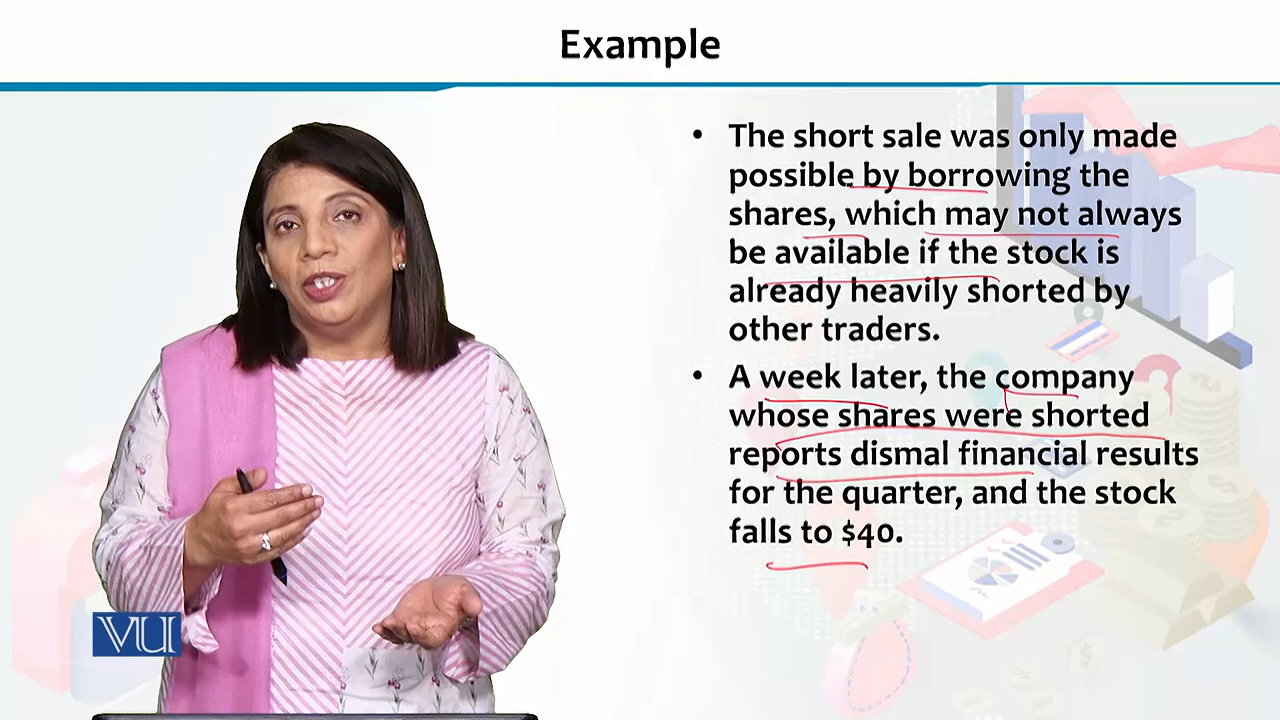 Example
• The short sale was only made
possible by borrowing the
shares, which may not always
be available if the stock is
already heavily shorted by
other traders.
• A week later, the company
whose shares were shorted
reports dismal financial results
for the quarter, and the stock
falls to $40.
VU